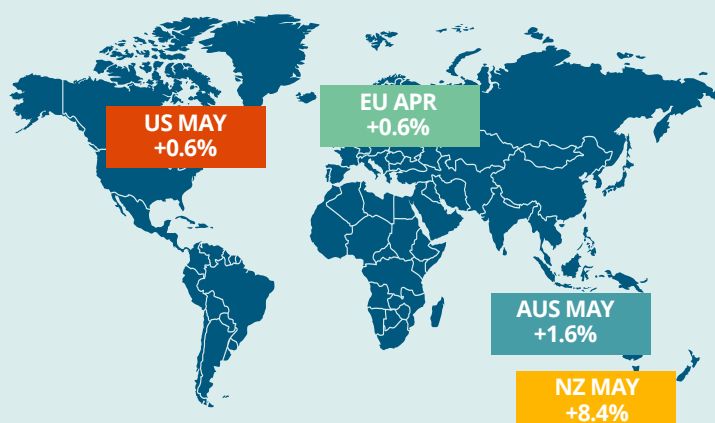 US MAY
+0.6%
EU APR
+0.6%
AUS MAY
+1.6%
NZ MAY
+8.4%